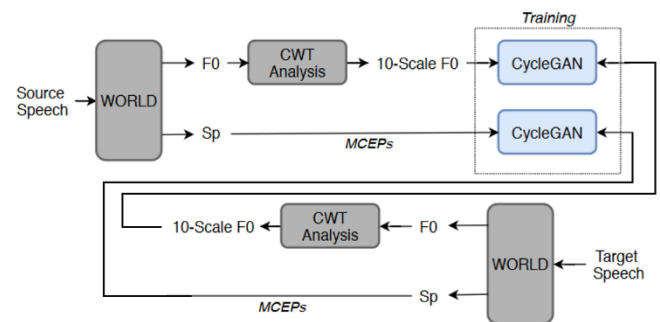 Training
Source
Speech
WORLD
F0
CWT
Analysis
10-Scale F0
CycleGAN
Sp
MCEPs
CycleGAN
10-Scale F0
CWT
Analysis
F0
WORLD
Target
Speech
MCEPs
Sp